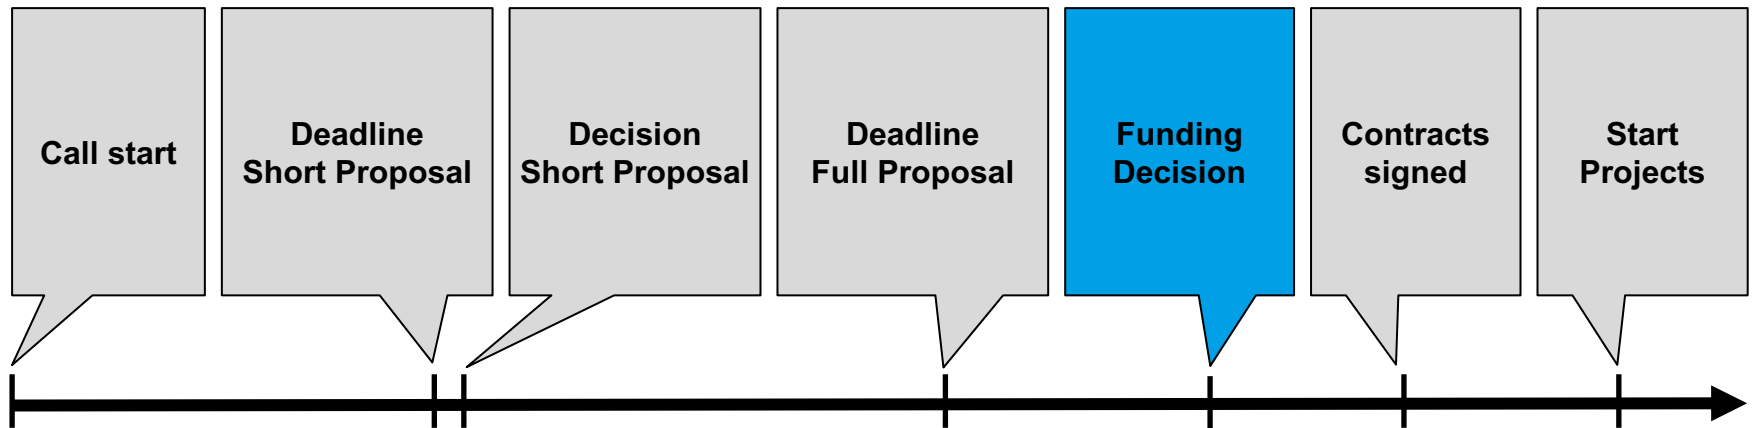 Call start
Deadline
Short Proposal
Decision
Short Proposal
Deadline
Full Proposal
Funding
Decision
Contracts
signed
Start
Projects